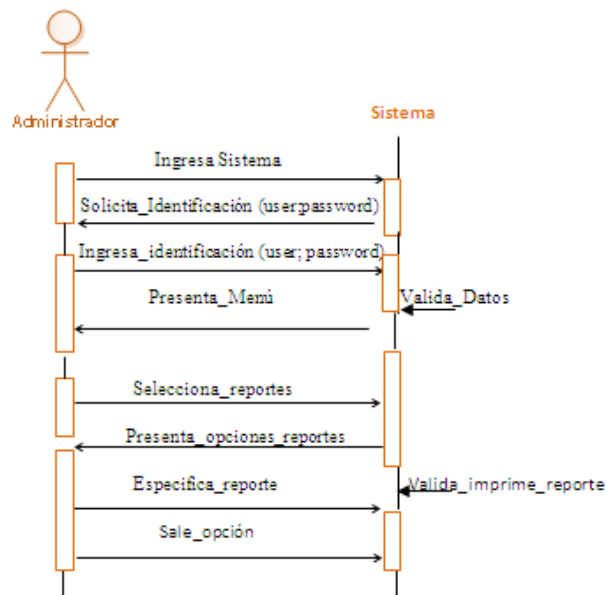 Administrador
Sistema
Ingresa Sistema
Solicita_Identificación (user;password)
Ingresa_identificación (user; password)
Presenta_Menú
Valida_Datos
Selecciona_reportes
Presenta_opciones_reportes
Especifica_reporte
Valida_imprime_reporte
Sale_opción